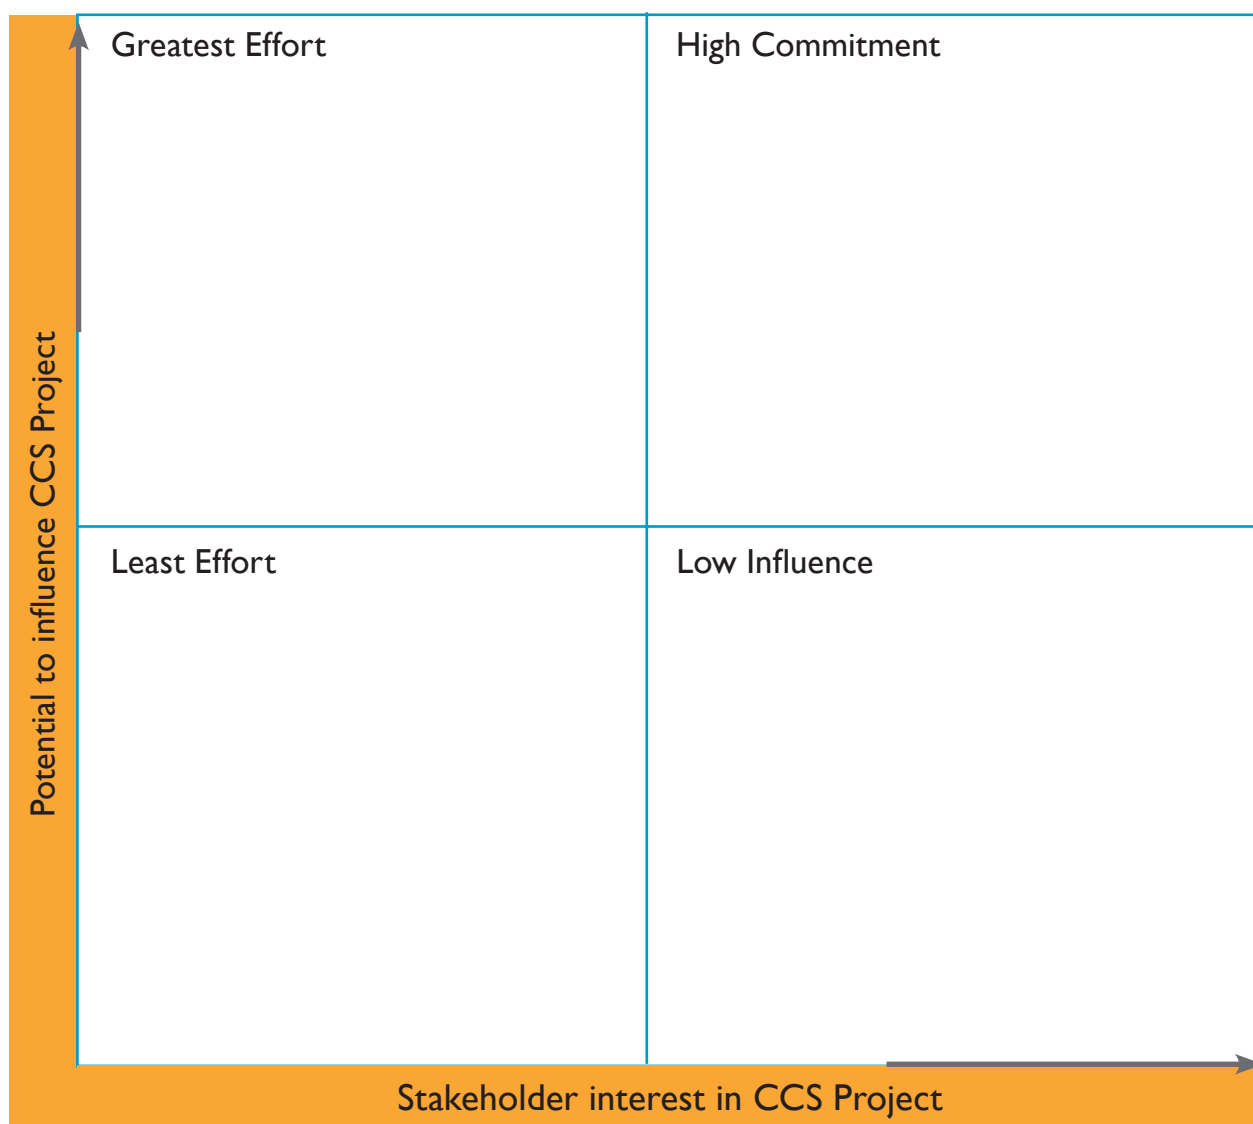 Greatest Effort
High Commitment
Potential to influence CCS Project
Least Effort
Low Influence
Stakeholder interest in CCS Project